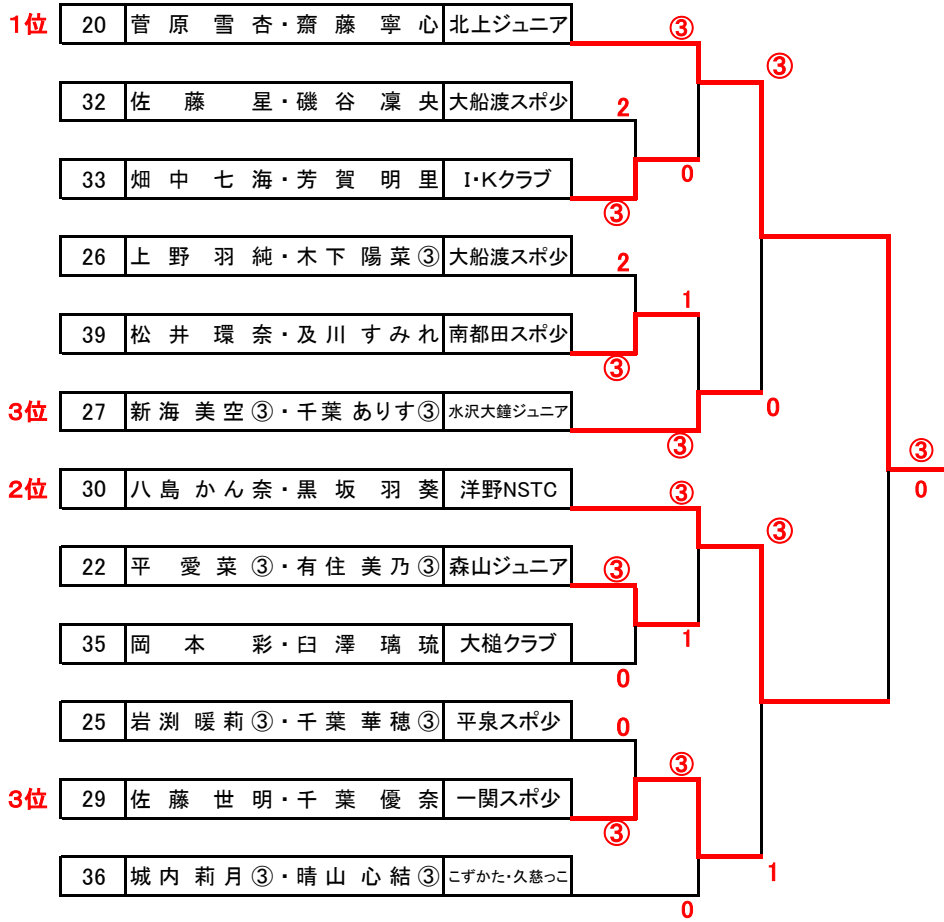 1位 20 菅原雪杏・齋藤寧心 北上ジュニア
③
③
32 佐藤星・磯谷凜央 大船渡スポ少
2
0
33 畑中七海・芳賀明里 I・Kクラブ
③
26 上野羽純・木下陽菜③ 大船渡スポ少
2
1
39 松井環奈・及川すみれ 南都田スポ少
③
3位 27 新海美空③・千葉ありす③ 水沢大鐘ジュニア
0
③
③
0
2位 30 八島かん奈・黒坂羽葵 洋野NSTC
③
③
22 平愛菜③・有住美乃③ 森山ジュニア
③
1
35 岡本彩・臼澤璃琉 大槌クラブ
0
25 岩渕暖莉③・千葉華穂③ 平泉スポ少
0
③
3位 29 佐藤世明・千葉優奈 一関スポ少
③
1
36 城内莉月③・晴山心結③ こずかた・久慈っこ
0